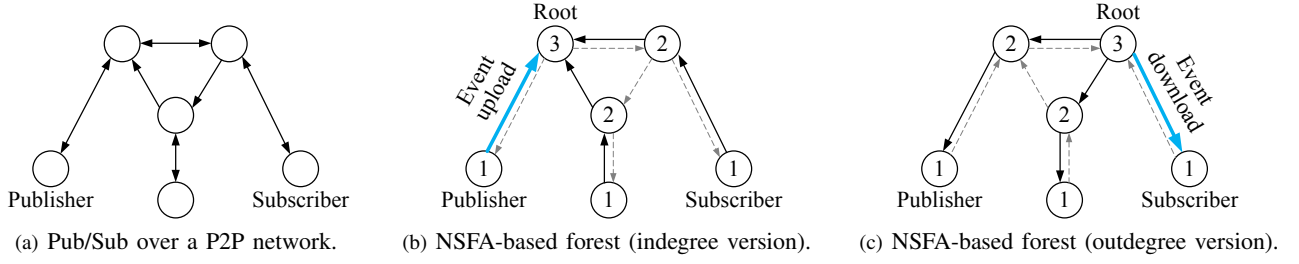 Publisher
Subscriber
(a) Pub/Sub over a P2P network.
Root
3
2
Event
upload
2
1
1
1
Publisher
Subscriber
(b) NSFA-based forest (indegree version).
Root
2
3
Event
download
2
1
1
1
Publisher
Subscriber
(c) NSFA-based forest (outdegree version).